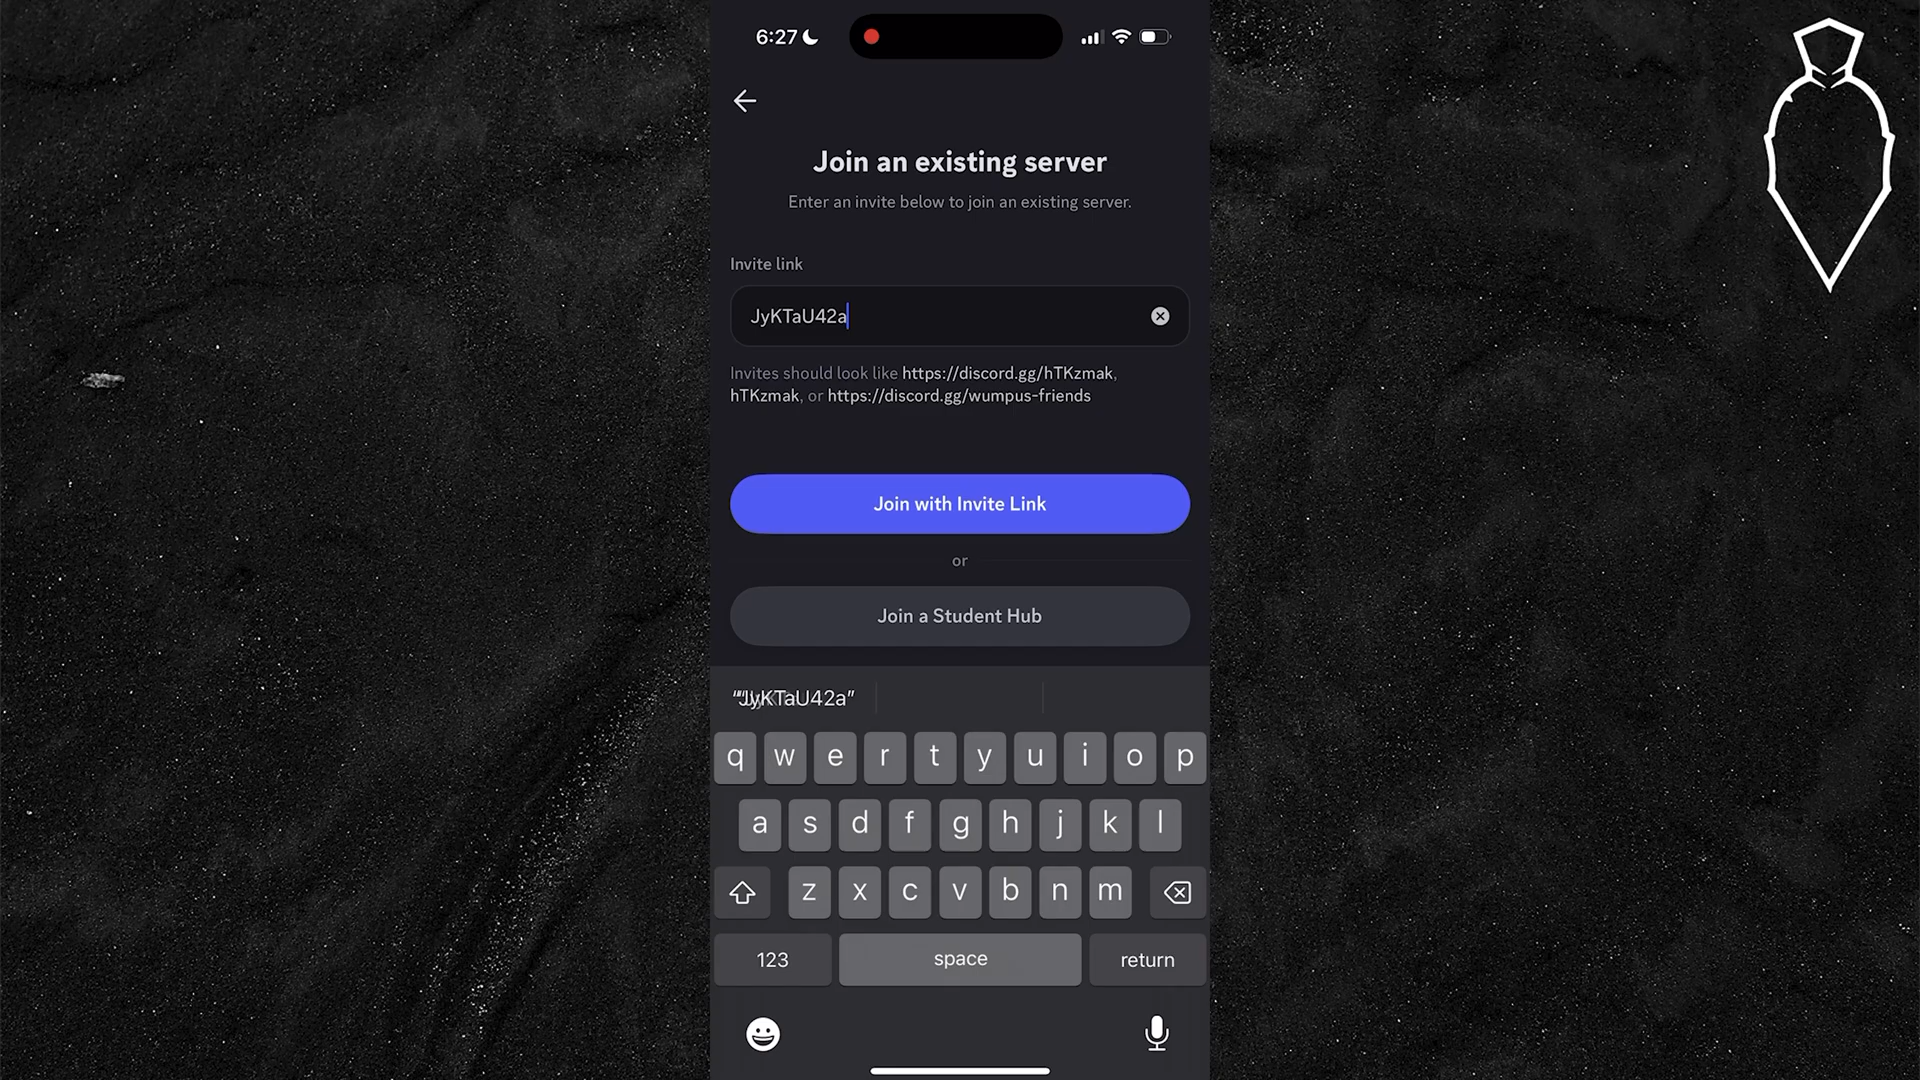 6:27
Join an existing server
Enter an invite below to join an existing server.
Invite link
JyKTaU42a
Invites should look like https://discord.gg/hTKzmak,
hTKzmak, or https://discord.gg/wumpus-friends
Join with Invite Link
or
Join a Student Hub
“JyKTaU42a”
q w e r t y u i o p
a s d f g h j k l
z x c v b n m
123 space return